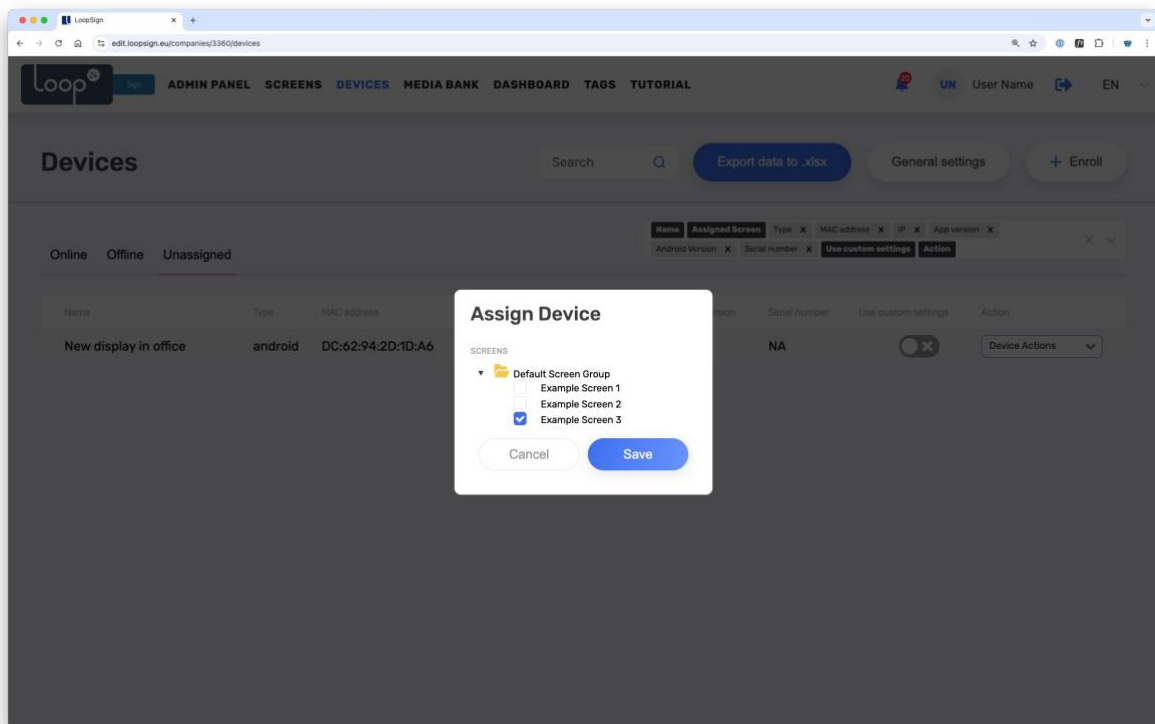 LoopSign
edit.loopsign.eu/companies/3360/devices
Loop 24 Sign ADMIN PANEL SCREENS DEVICES MEDIA BANK DASHBOARD TAGS TUTORIAL 20 UN User Name EN
Devices Search Export data to .xlsx General settings + Enroll
Name Assigned Screen Type X MAC address X IP X App version X
Android Version X Serial number X Use custom settings Action
Online Offline Unassigned
Name Type MAC address Serial number Use custom settings Action
New display in office android DC:62:94:2D:1D:A6 NA Device Actions
Assign Device
SCREENS
Default Screen Group
Example Screen 1
Example Screen 2
Example Screen 3
Cancel Save